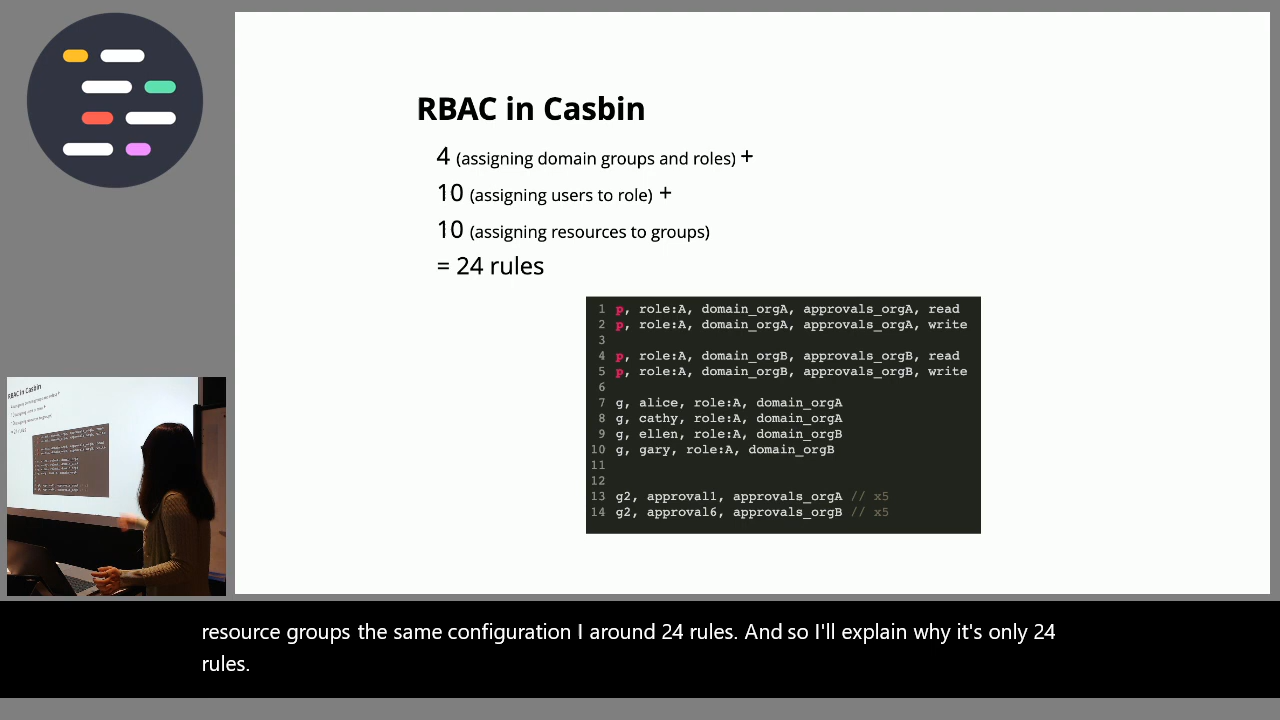 RBAC in Casbin
4 (assigning domain groups and roles) +
10 (assigning users to role) +
10 (assigning resources to groups)
= 24 rules
1 p, role:A, domain_orgA, approvals_orgA, read
2 p, role:A, domain_orgA, approvals_orgA, write
3
4 p, role:A, domain_orgB, approvals_orgB, read
5 p, role:A, domain_orgB, approvals_orgB, write
6
7 g, alice, role:A, domain_orgA
8 g, cathy, role:A, domain_orgA
9 g, ellen, role:A, domain_orgB
10 g, gary, role:A, domain_orgB
11
12
13 g2, approval1, approvals_orgA // x5
14 g2, approval6, approvals_orgB // x5
RBAC in Casbin
resource groups the same configuration I around 24 rules. And so I'll explain why it's only 24
rules.